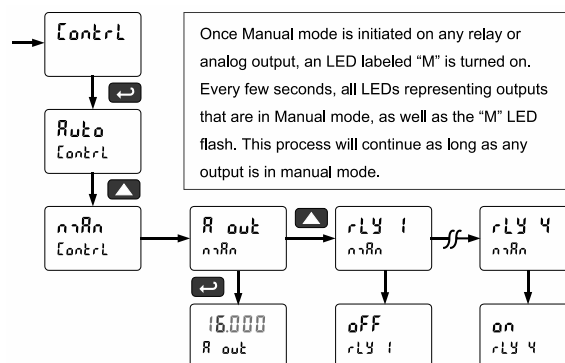 Contrl
Once Manual mode is initiated on any relay or
analog output, an LED labeled “M” is turned on.
Every few seconds, all LEDs representing outputs
that are in Manual mode, as well as the “M” LED
flash. This process will continue as long as any
output is in manual mode.
Auto
Contrl
mAn
Contrl
A out
mAn
rLY 1
mAn
rLY 4
mAn
16.000
A out
oFF
rLY 1
on
rLY 4